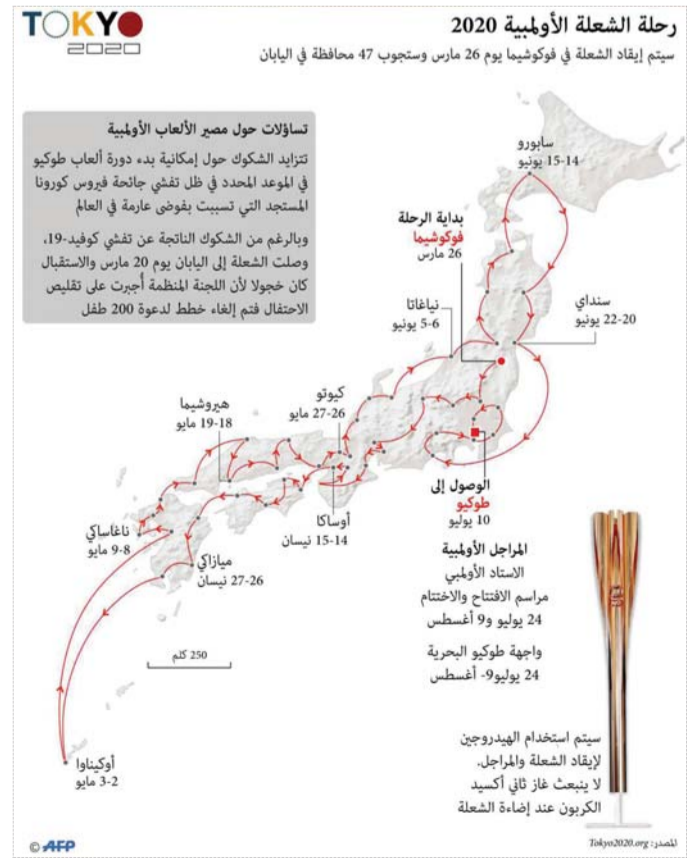 TOKYO
2020
رحلة الشعلة الأولمبية 2020
سيتم إيقاد الشعلة في فوكوشيما يوم 26 مارس وستجوب 47 محافظة في اليابان
تساؤلات حول مصير الألعاب الأولمبية
تتزايد الشكوك حول إمكانية بدء دورة ألعاب طوكيو
في الموعد المحدد في ظل تفشي جائحة فيروس كورونا
المستجد التي تسببت بفوضى عارمة في العالم
وبالرغم من الشكوك الناتجة عن تفشي كوفيد-19،
وصلت الشعلة إلى اليابان يوم 20 مارس والاستقبال
كان خجولا لأن اللجنة المنظمة أجبرت على تقليص
الاحتفال فتم إلغاء خطط لدعوة 200 طفل
سابورو
14-15 يونيو
بداية الرحلة
فوكوشيما
26 مارس
سنداي
20-22 يونيو
نياغاتا
5-6 يونيو
كيوتو
26-27 مايو
هيروشيما
18-19 مايو
الوصول إلى
طوكيو
10 يوليو
أوساكا
14-15 نيسان
ناغاساكي
8-9 مايو
ميازاكي
26-27 نيسان
أوكيناوا
2-3 مايو
250 كلم
المراجل الأولمبية
الاستاد الأولمبي
مراسم الافتتاح والاختتام
24 يوليو و9 أغسطس
واجهة طوكيو البحرية
24 يوليو9- أغسطس
سيتم استخدام الهيدروجين
لإيقاد الشعلة والمراجل.
لا ينبعث غاز ثاني أكسيد
الكربون عند إضاءة الشعلة
المصدر: Tokyo2020.org
© AFP